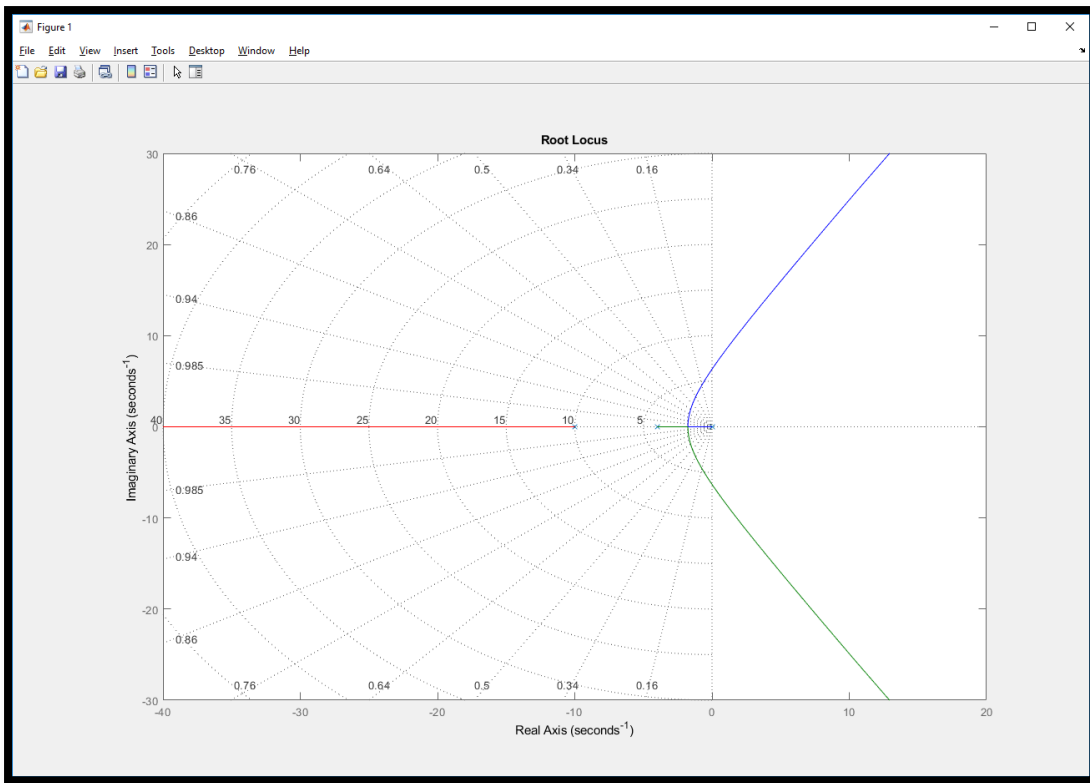 Figure 1
File Edit View Insert Tools Desktop Window Help
Root Locus
30
20
10
0
-10
-20
-30
0.76 0.64 0.5 0.34 0.16
0.86
0.94
0.985
40 35 30 25 20 15 10 5
0.985
0.94
0.86
0.76 0.64 0.5 0.34 0.16
-40 -30 -20 -10 0 10 20
Imaginary Axis (seconds⁻¹)
Real Axis (seconds⁻¹)